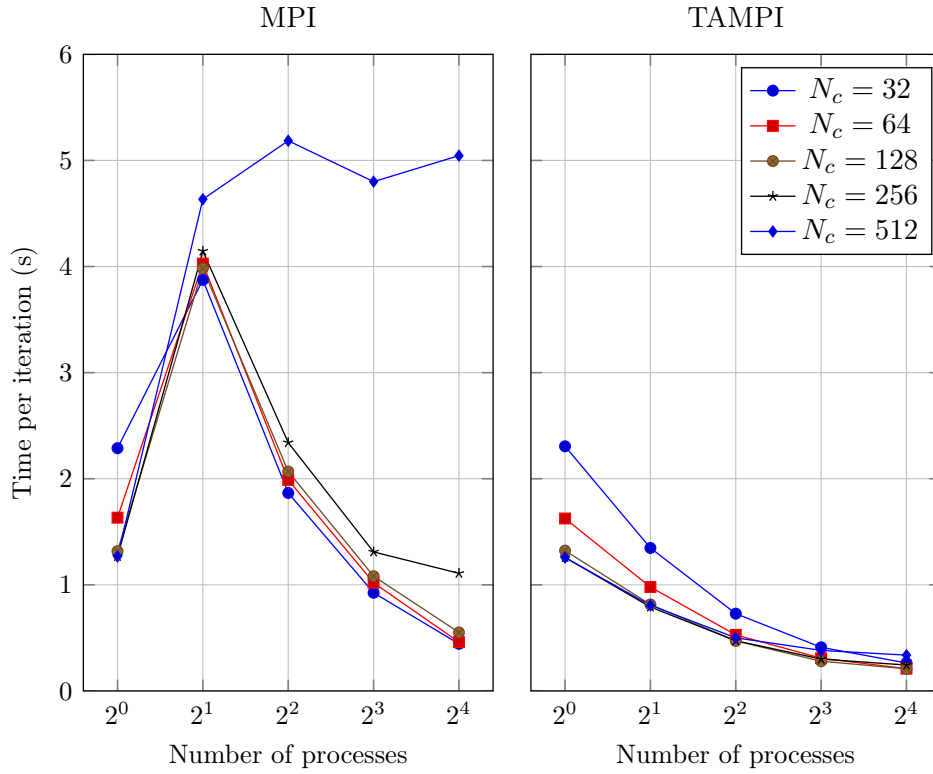 MPI
TAMPI
Time per iteration (s)
6
5
4
3
2
1
0
2^0 2^1 2^2 2^3 2^4
2^0 2^1 2^2 2^3 2^4
Number of processes
Number of processes
N_c = 32
N_c = 64
N_c = 128
N_c = 256
N_c = 512